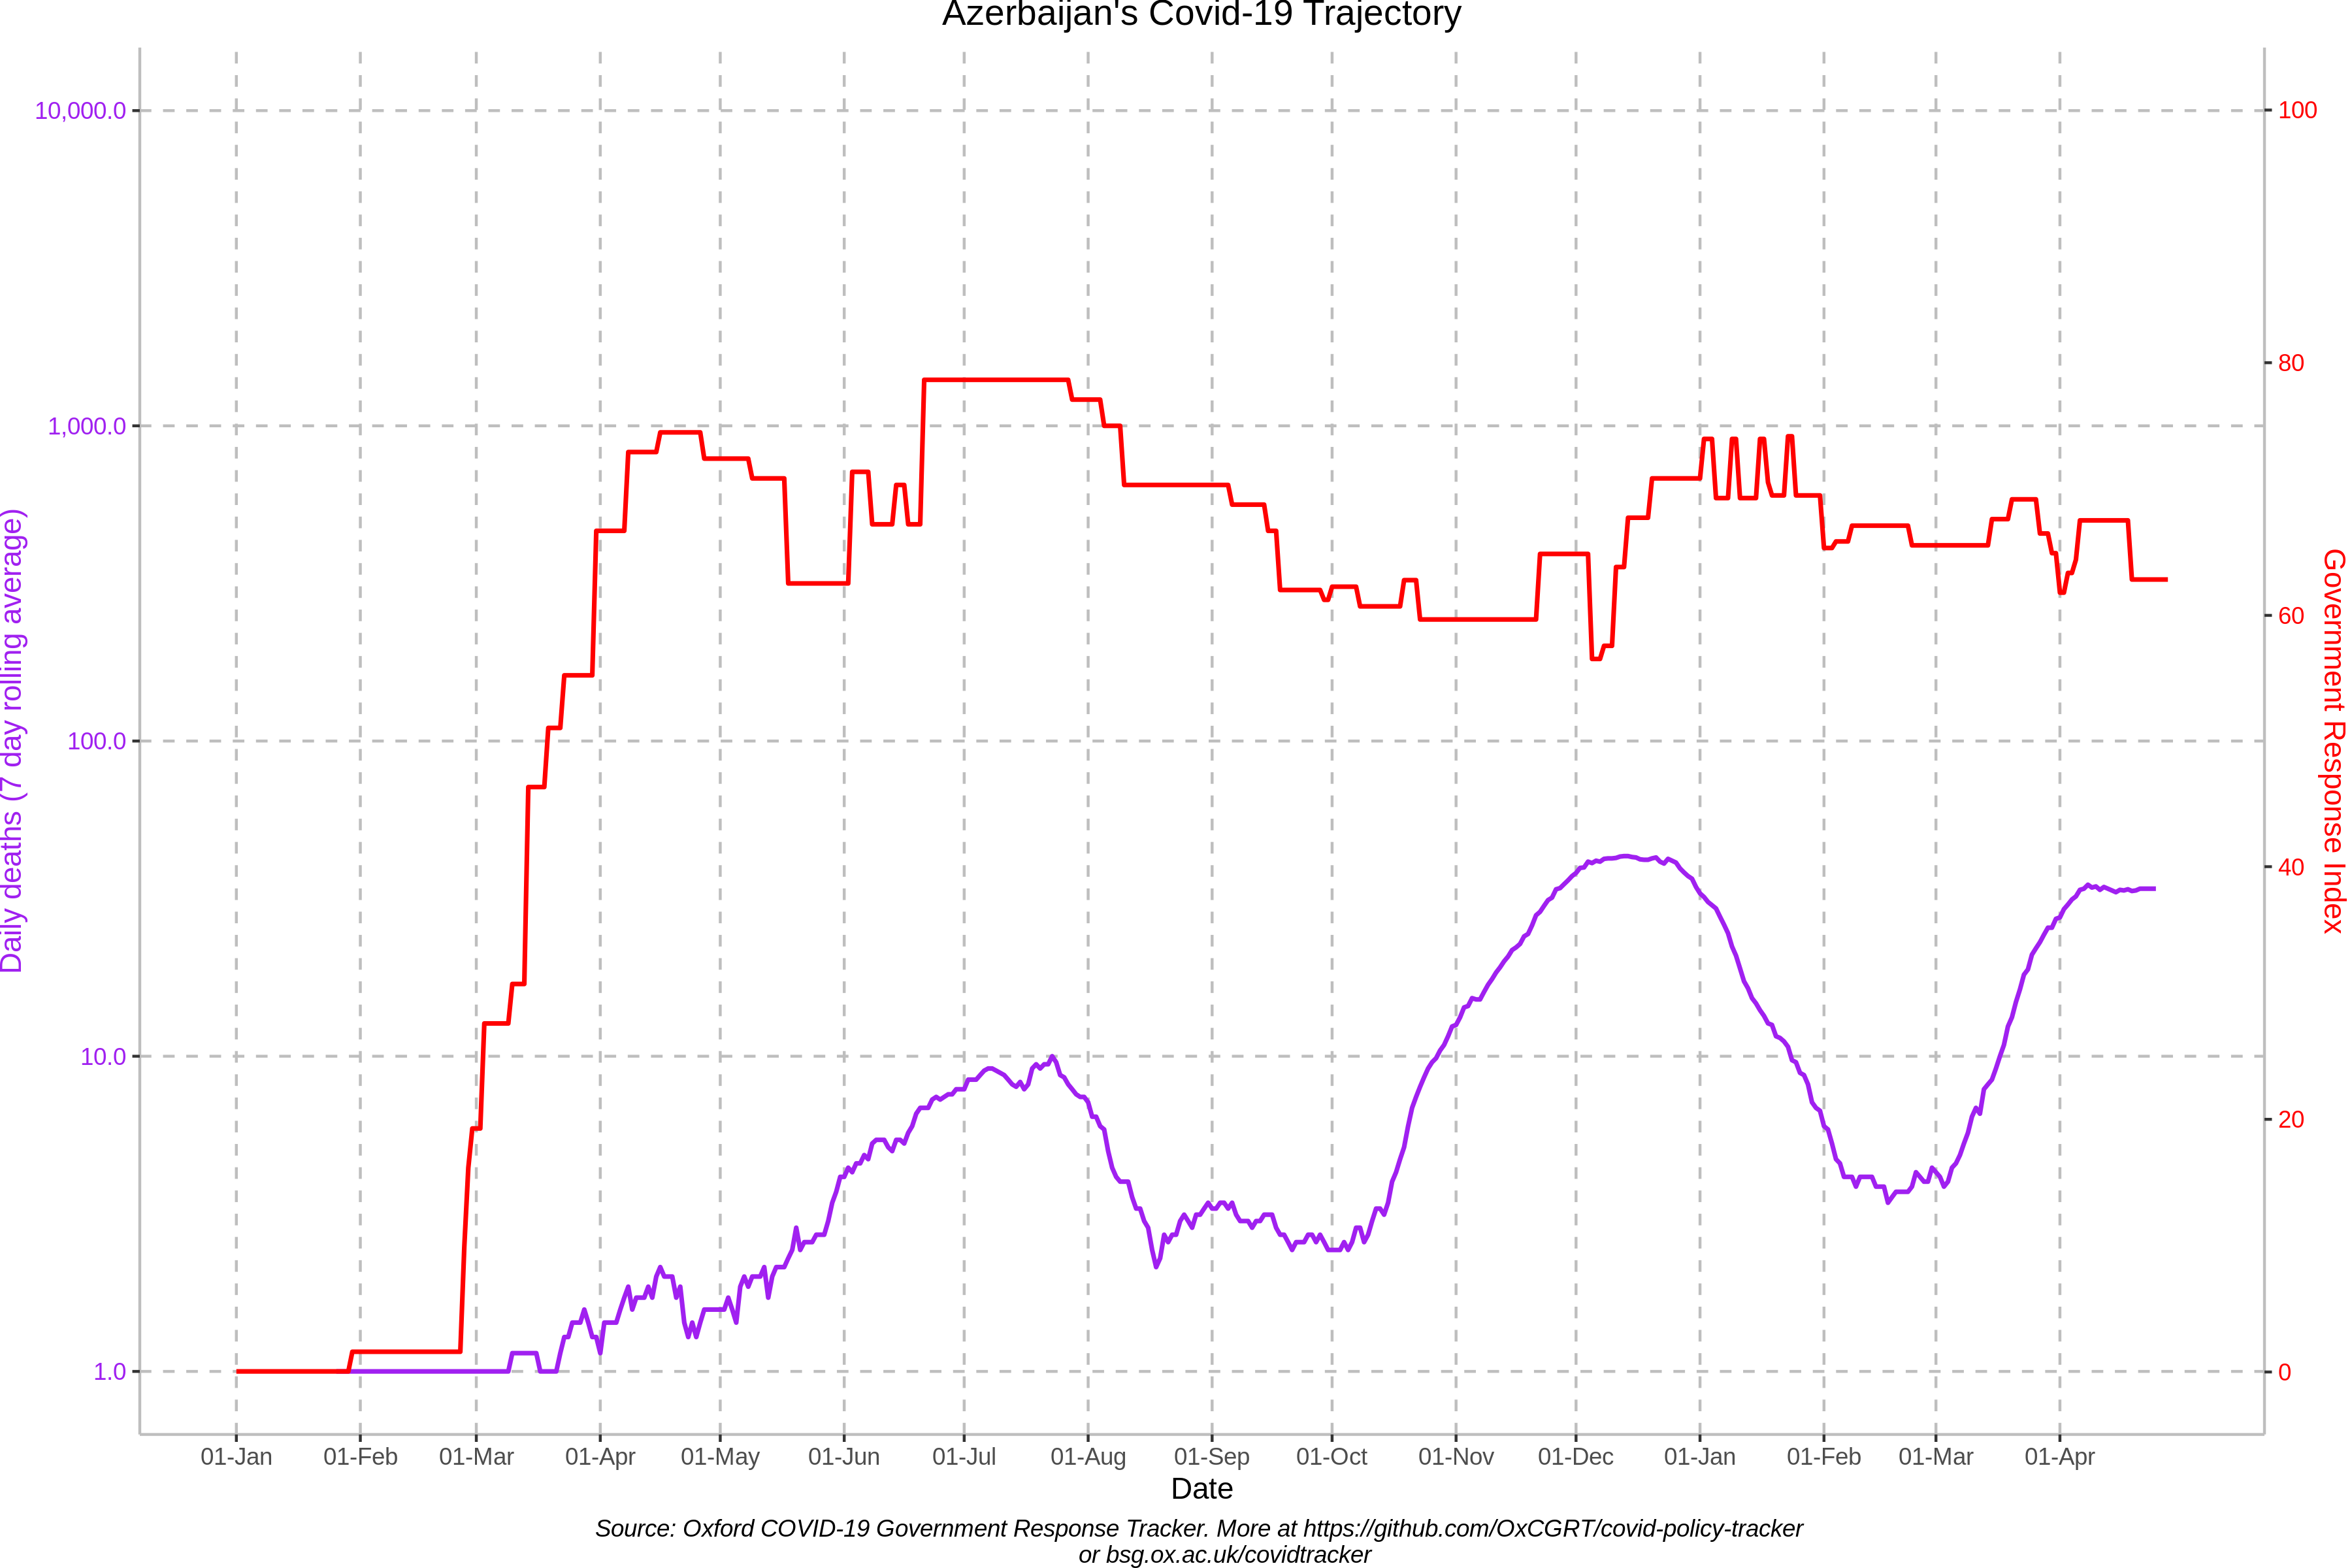 Azerbaijan's Covid-19 Trajectory
10,000.0
1,000.0
100.0
10.0
1.0
Daily deaths (7 day rolling average)
100
80
60
40
20
0
Government Response Index
01-Jan 01-Feb 01-Mar 01-Apr 01-May 01-Jun 01-Jul 01-Aug 01-Sep 01-Oct 01-Nov 01-Dec 01-Jan 01-Feb 01-Mar 01-Apr
Date
Source: Oxford COVID-19 Government Response Tracker. More at https://github.com/OxCGRT/covid-policy-tracker
or bsg.ox.ac.uk/covidtracker